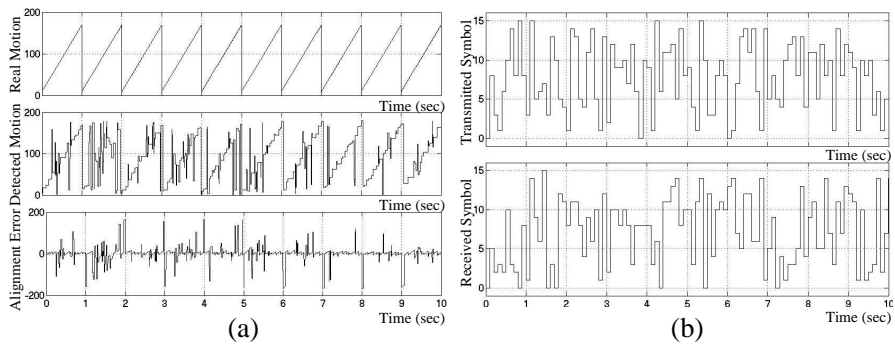 Real Motion
200
100
0
Time (sec)
Detected Motion
200
100
0
Time (sec)
Alignment Error
200
0
-200
0 1 2 3 4 5 6 7 8 9 10
Time (sec)
(a)
Transmitted Symbol
15
10
5
0
Time (sec)
Received Symbol
15
10
5
0
0 1 2 3 4 5 6 7 8 9 10
Time (sec)
(b)